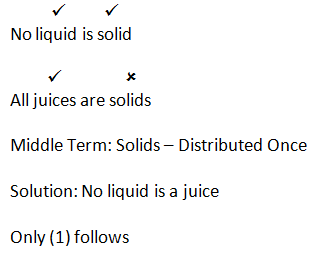 ✓ ✓
No liquid is solid
✓ ✗
All juices are solids
Middle Term: Solids – Distributed Once
Solution: No liquid is a juice
Only (1) follows